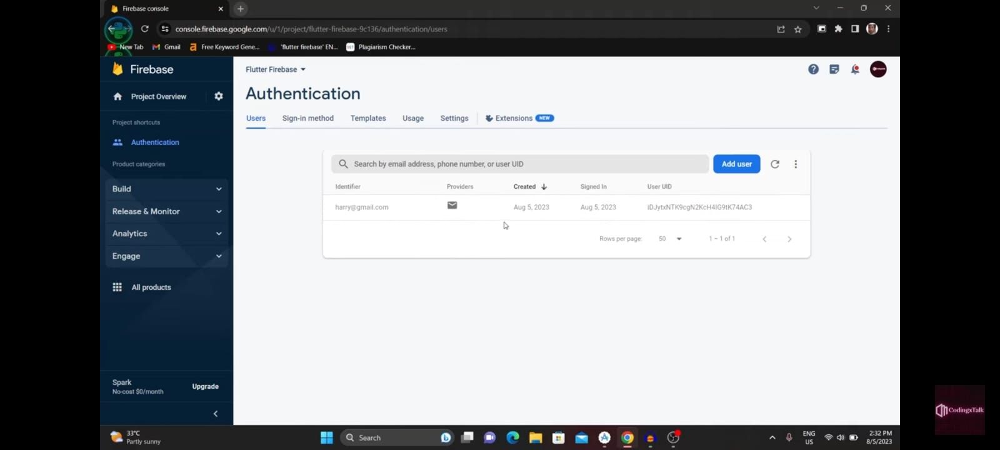 Firebase console
console.firebase.google.com/u/1/project/flutter-firebase-9c136/authentication/users
New Tab
Gmail
Free Keyword Gene...
'flutter firebase' EN...
Plagiarism Checker...
Firebase
Flutter Firebase
Project Overview
Authentication
Users
Sign-in method
Templates
Usage
Settings
Extensions
NEW
Project shortcuts
Authentication
Product categories
Build
Release & Monitor
Analytics
Engage
All products
Search by email address, phone number, or user UID
Add user
Identifier
Providers
Created
Signed In
User UID
harry@gmail.com
Aug 5, 2023
Aug 5, 2023
iDJytxNTK9cgN2KcH4IG9tK74AC3
Rows per page:
50
1 – 1 of 1
Spark
No-cost $0/month
Upgrade
CodingxTalk
33°C
Partly sunny
Search
ENG
US
2:32 PM
8/5/2023